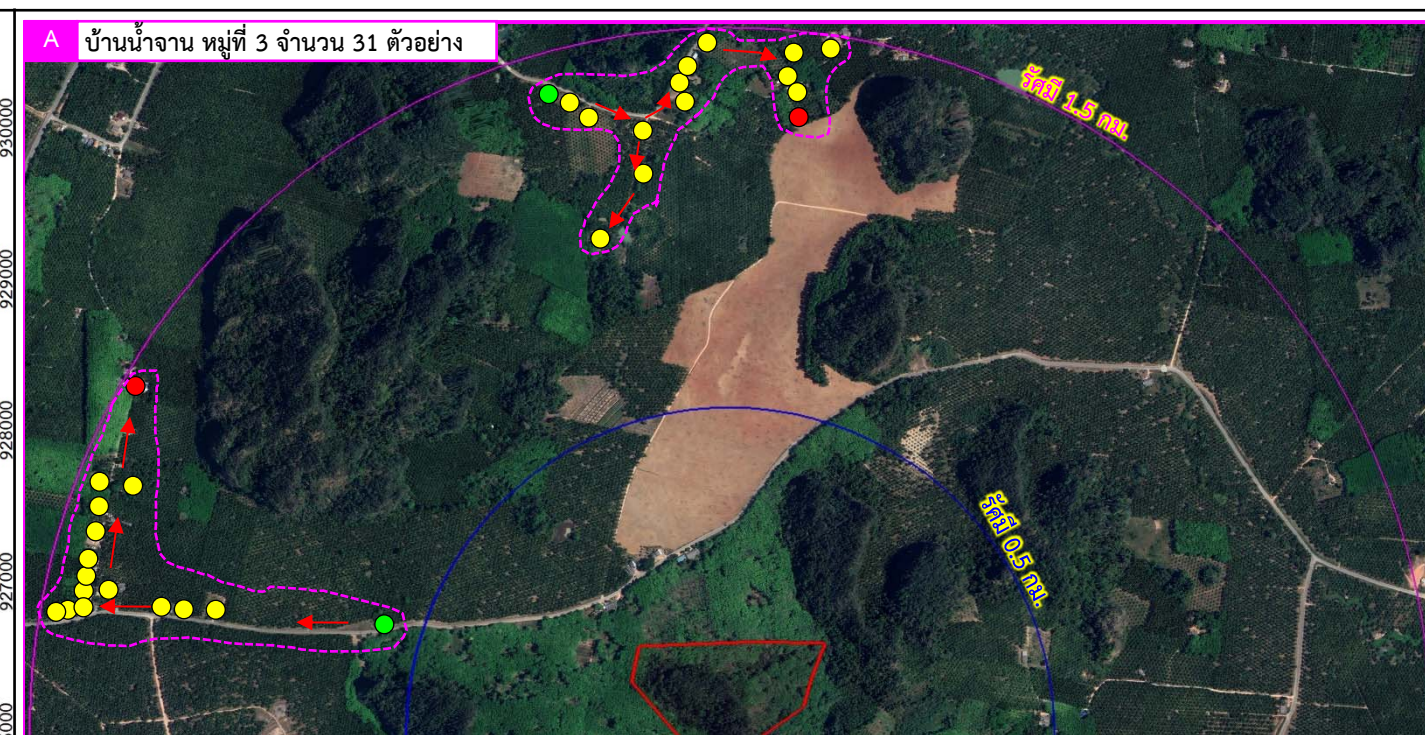 A
บ้านน้ำจาน หมู่ที่ 3 จำนวน 31 ตัวอย่าง
รัศมี 1.5 กม.
930000
929000
928000
รัศมี 0.5 กม.
927000